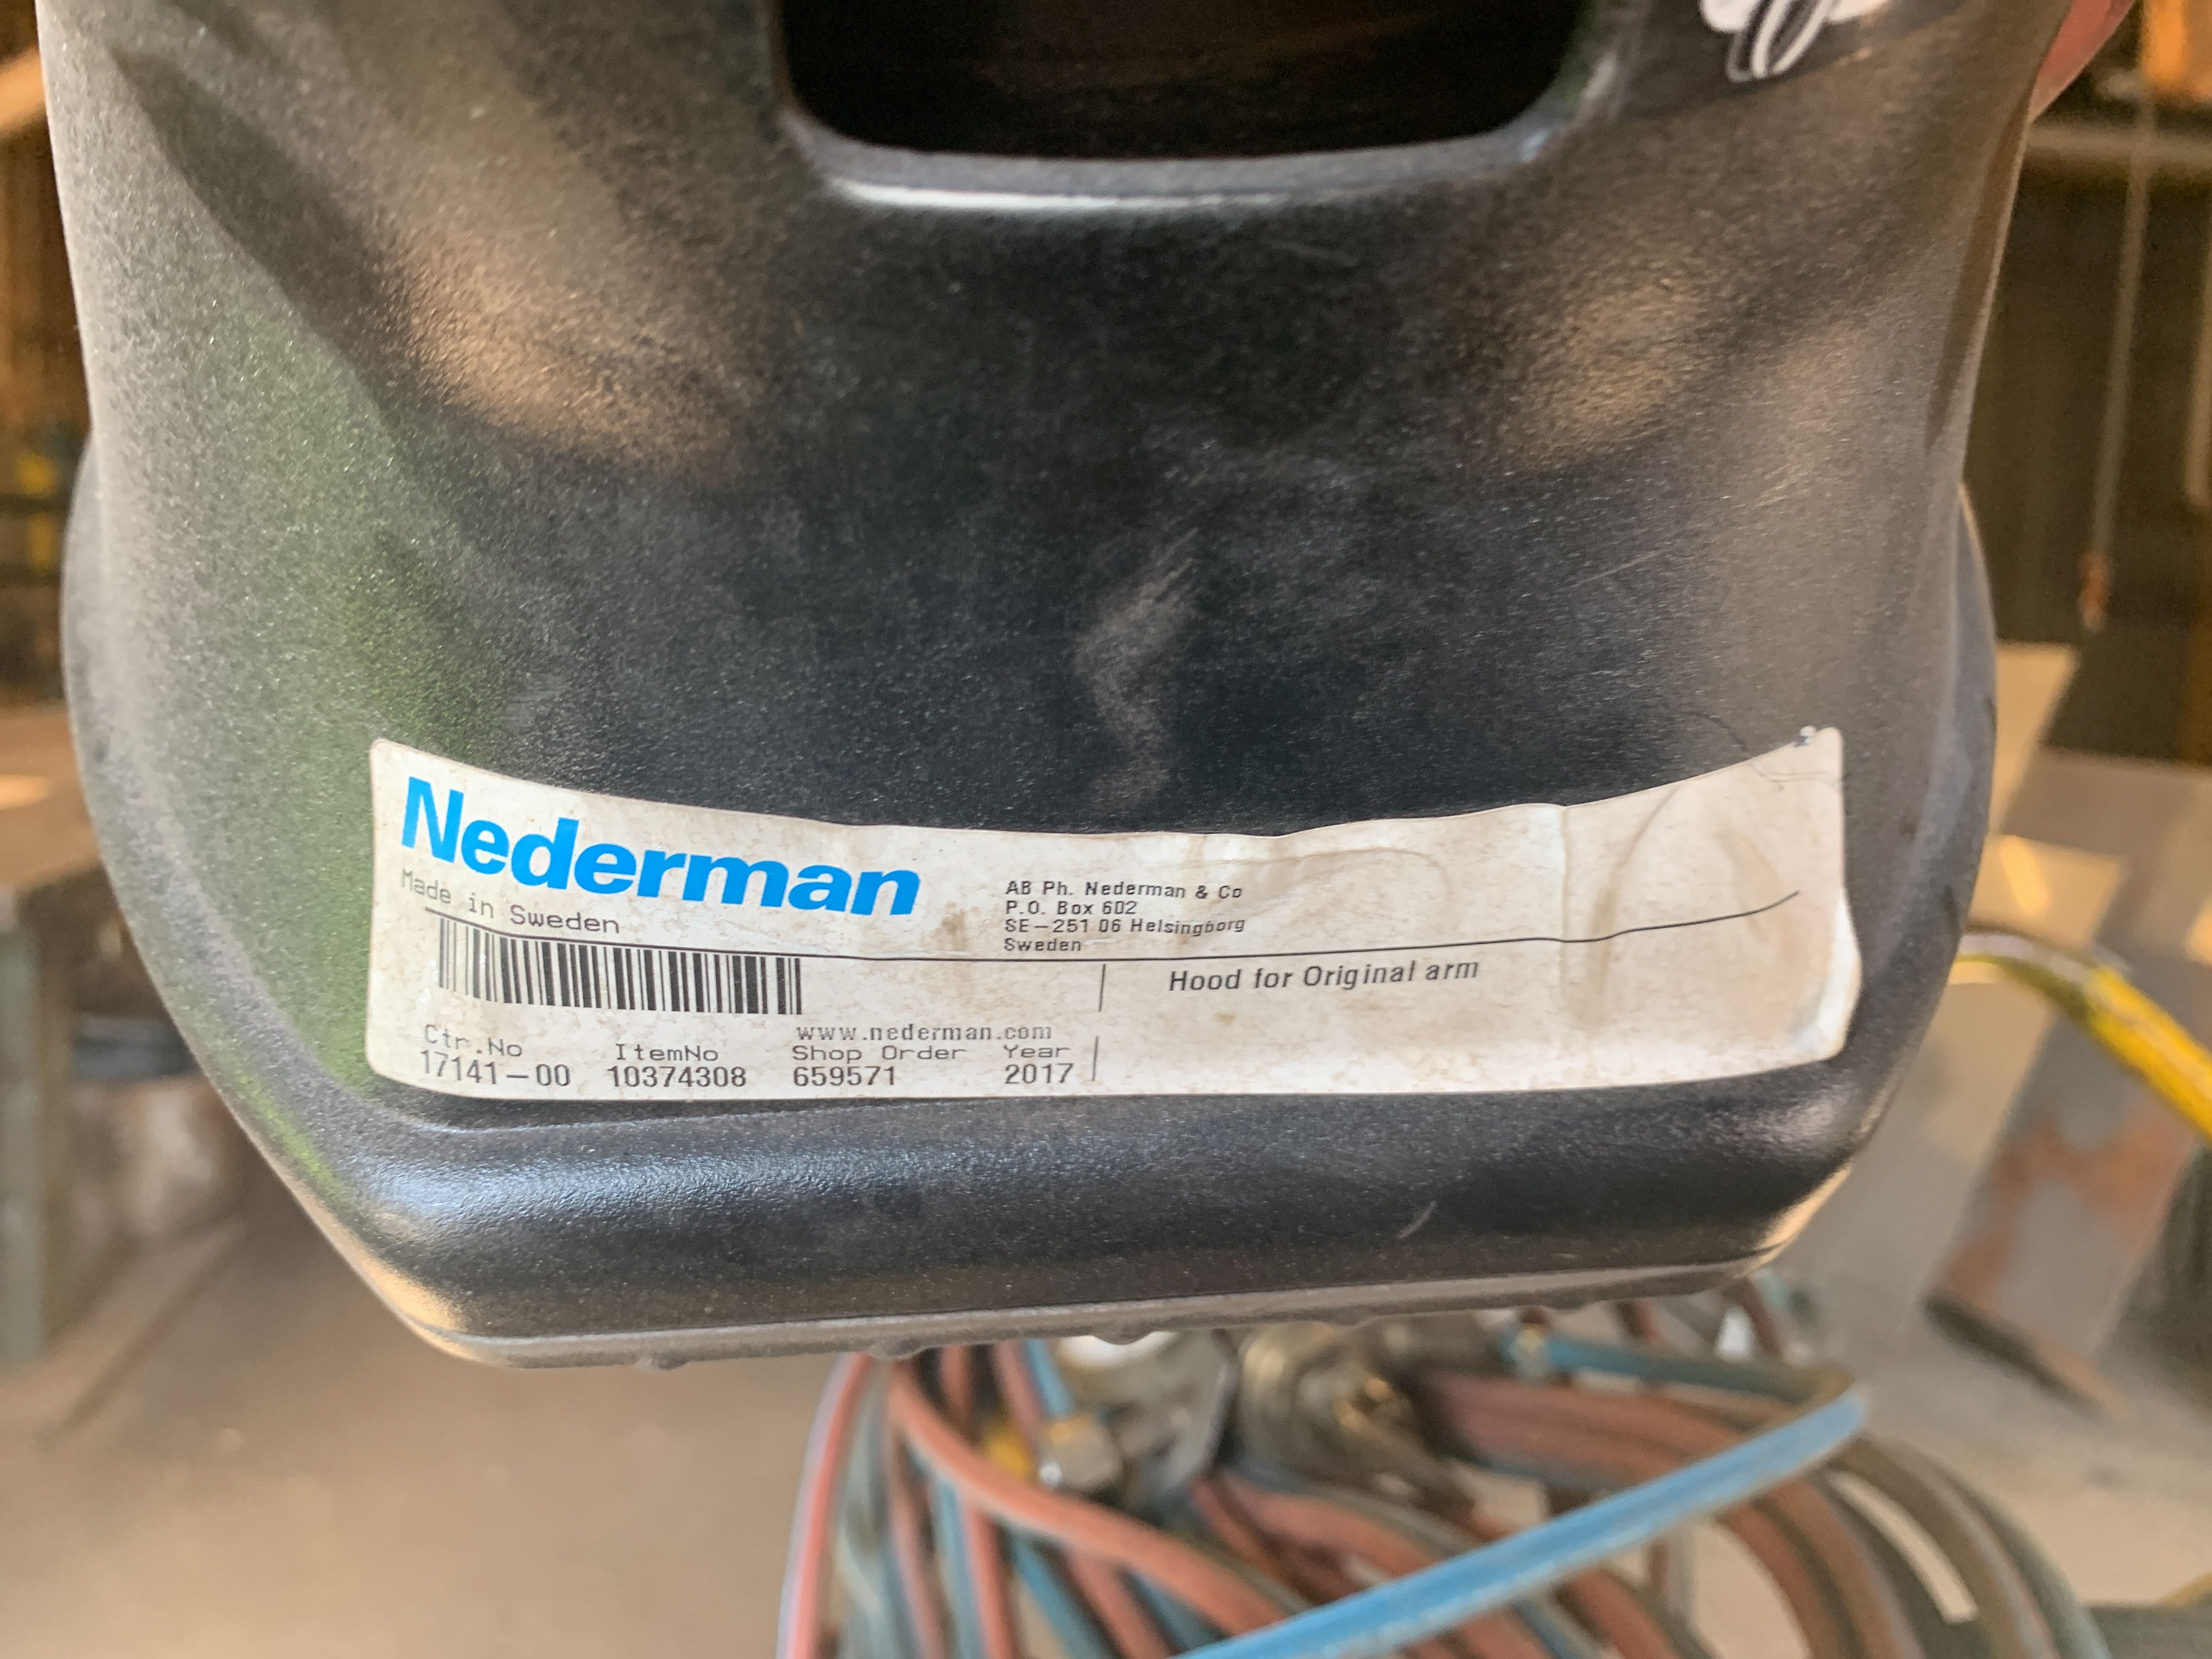 Nederman
Made in Sweden
AB Ph. Nederman & Co
P.O. Box 602
SE-251 06 Helsingborg
Sweden
Hood for Original arm
www.nederman.com
Ctr.No ItemNo Shop Order Year
17141-00 10374308 659571 2017